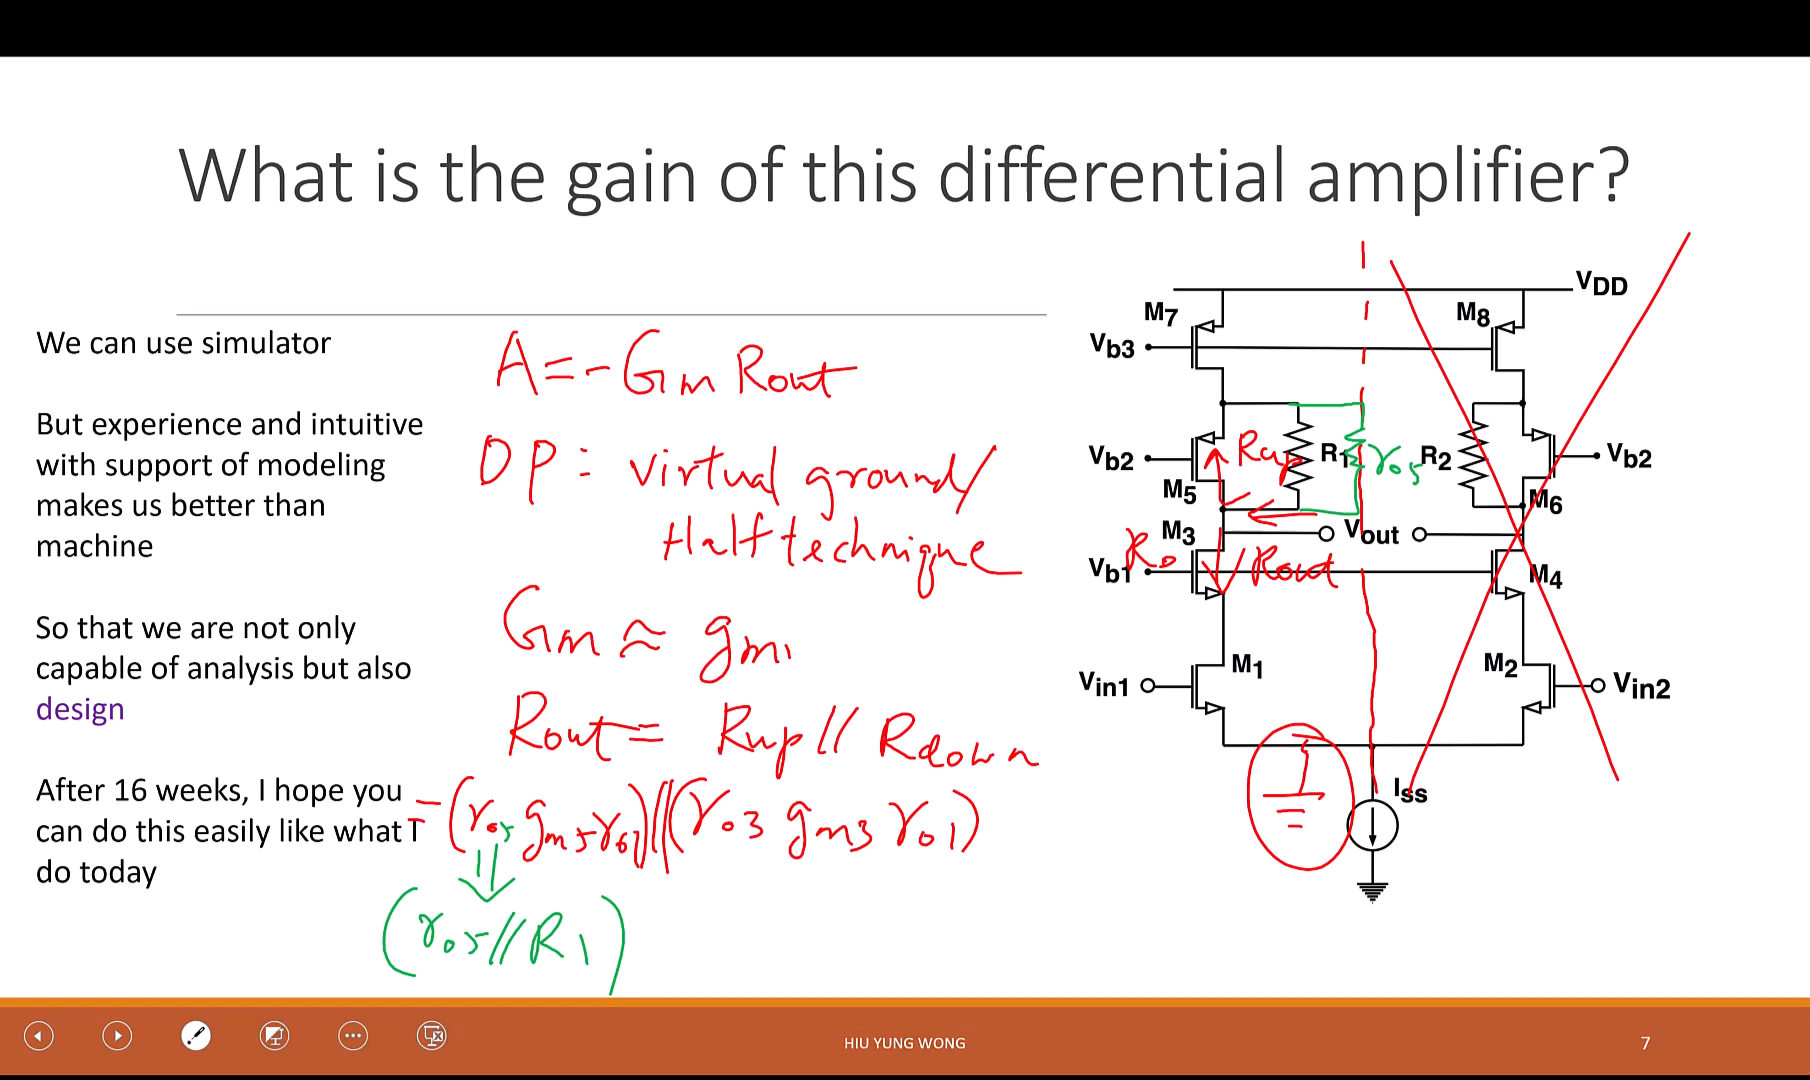 What is the gain of this differential amplifier?
We can use simulator
But experience and intuitive
with support of modeling
makes us better than
machine
So that we are not only
capable of analysis but also
design
After 16 weeks, I hope you
can do this easily like what I
do today
A = - Gm Rout
DP : virtual ground/
Half technique
Gm ≈ gm1
Rout = Rup // Rdown
(ro5 gm5 ro7) // (ro3 gm3 ro1)
(ro5 // R1)
VDD
M7
M8
Vb3
Vb2
Rup
R1
ro5
R2
Vb2
M5
M6
M3
Vout
Vb1
Rout
M4
M1
M2
Vin1
Vin2
ISS
HIU YUNG WONG
7